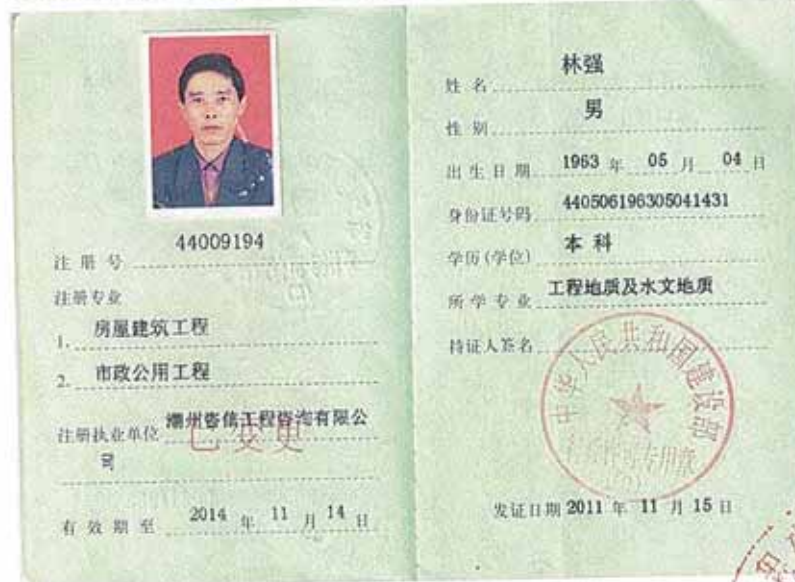 44009194
注册号
注册专业
1. 房屋建筑工程
2. 市政公用工程
注册执业单位 潮州
工程咨询有限公
司
已变更
有效期至 2014 年 11 月 14 日
姓名 林强
性别 男
出生日期 1963 年 05 月 04 日
身份证号码 440506196305041431
学历(学位) 本科
所学专业 工程地质及水文地质
持证人签名
中华人民共和国建设部
专用章
发证日期 2011 年 11 月 15 日